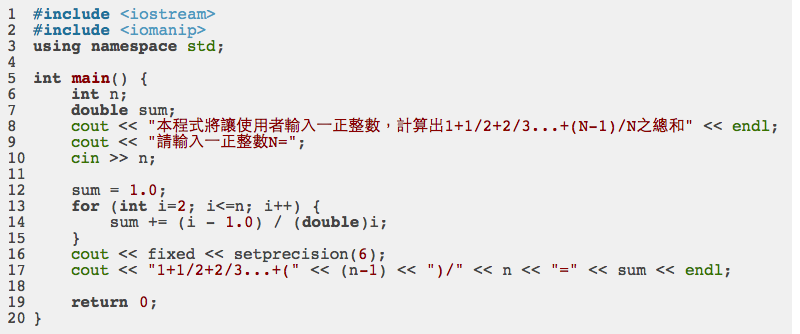 1 #include <iostream>
2 #include <iomanip>
3 using namespace std;
4
5 int main() {
6     int n;
7     double sum;
8     cout << "本程式將讓使用者輸入一正整數，計算出1+1/2+2/3...+(N-1)/N之總和" << endl;
9     cout << "請輸入一正整數N=";
10     cin >> n;
11
12     sum = 1.0;
13     for (int i=2; i<=n; i++) {
14         sum += (i - 1.0) / (double)i;
15     }
16     cout << fixed << setprecision(6);
17     cout << "1+1/2+2/3...+(" << (n-1) << ")/" << n << "=" << sum << endl;
18
19     return 0;
20 }